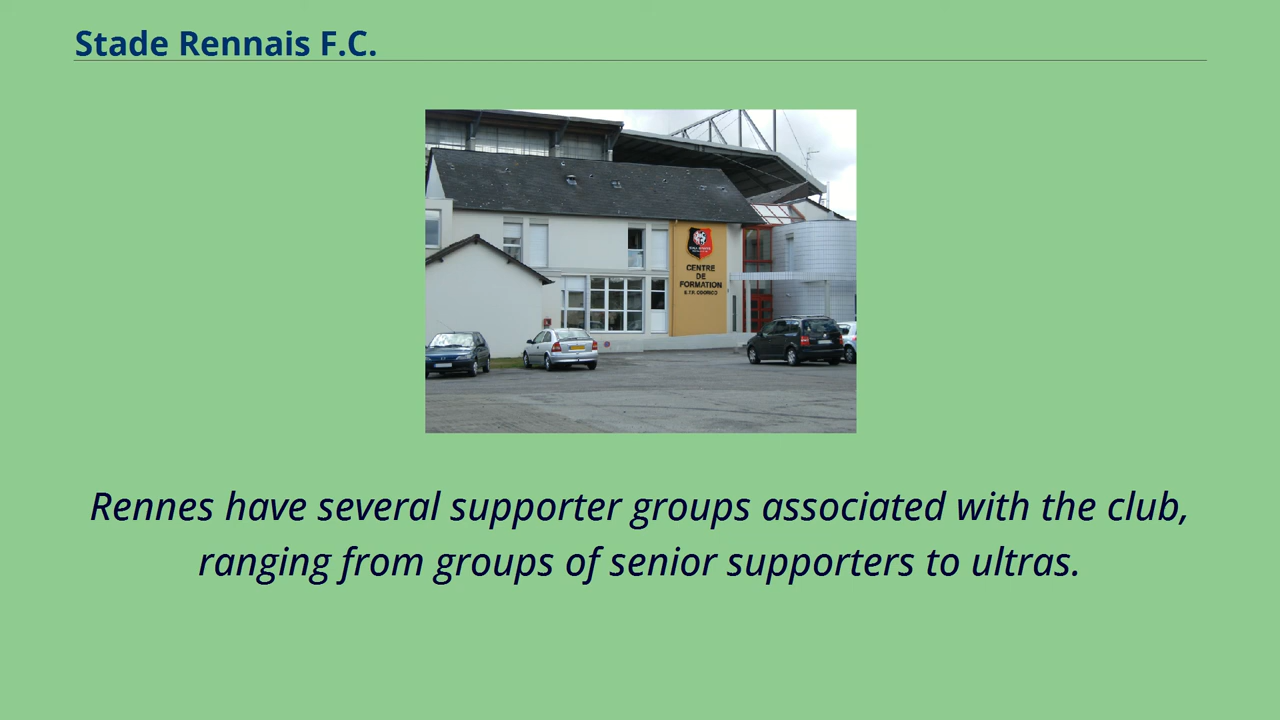 Stade Rennais F.C.
CENTRE
DE
FORMATION
Rennes have several supporter groups associated with the club,
ranging from groups of senior supporters to ultras.